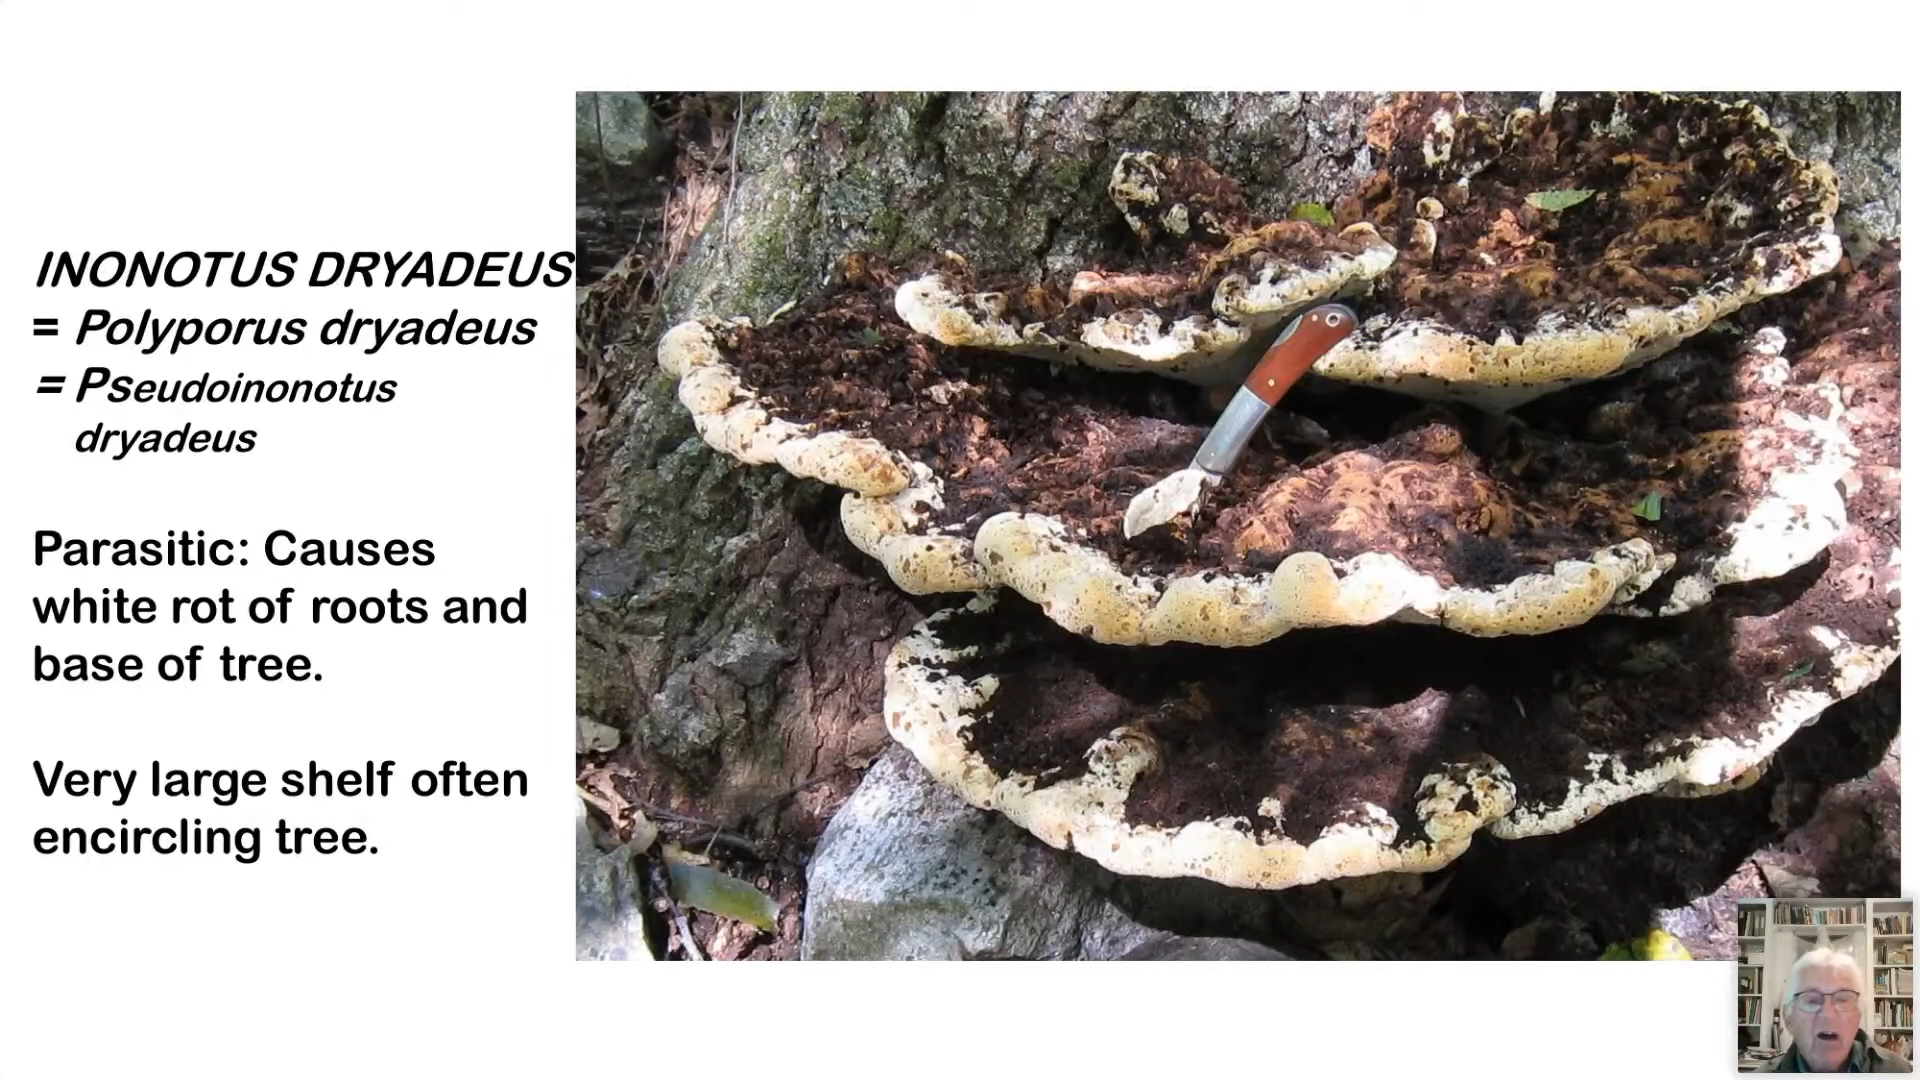 INONOTUS DRYADEUS
= Polyporus dryadeus
= Pseudoinonotus
dryadeus
Parasitic: Causes
white rot of roots and
base of tree.
Very large shelf often
encircling tree.